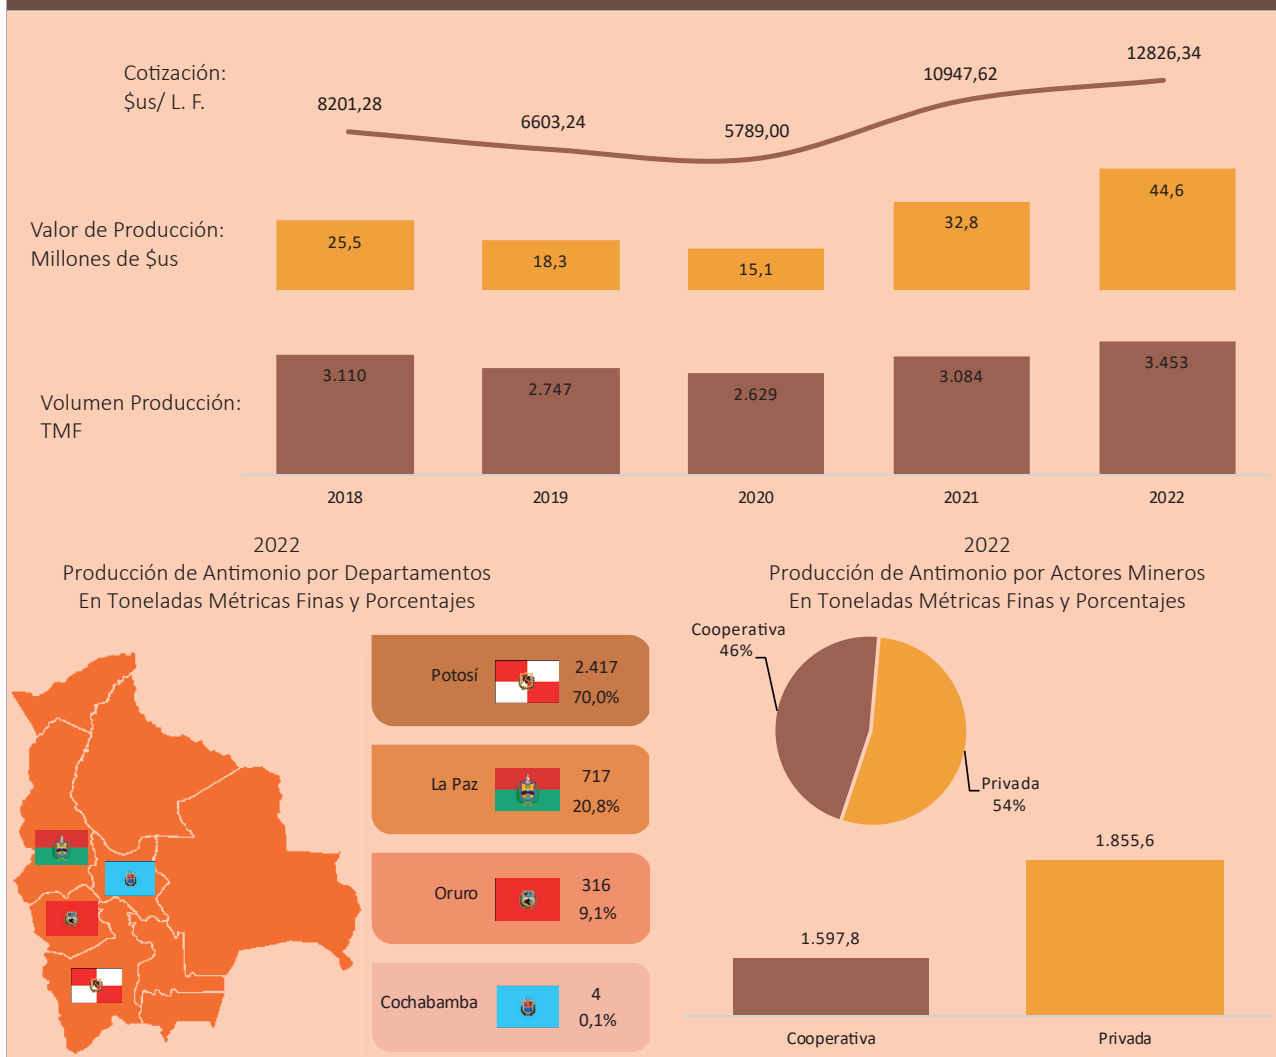 Cotización:
$us/ L. F.
8201,28
6603,24
5789,00
10947,62
12826,34
Valor de Producción:
Millones de $us
25,5
18,3
15,1
32,8
44,6
Volumen Producción:
TMF
3.110
2.747
2.629
3.084
3.453
2018
2019
2020
2021
2022
2022
Producción de Antimonio por Departamentos
En Toneladas Métricas Finas y Porcentajes
Potosí
2.417
70,0%
La Paz
717
20,8%
Oruro
316
9,1%
Cochabamba
4
0,1%
2022
Producción de Antimonio por Actores Mineros
En Toneladas Métricas Finas y Porcentajes
Cooperativa
46%
Privada
54%
1.597,8
1.855,6
Cooperativa
Privada